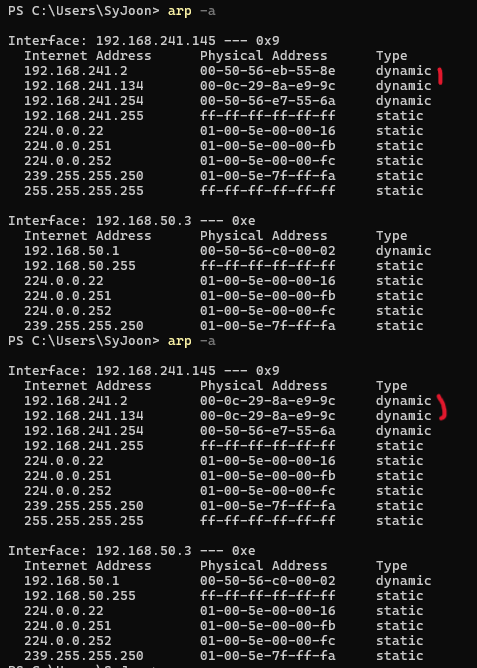 PS C:\Users\SyJoon> arp -a
Interface: 192.168.241.145 --- 0x9
Internet Address Physical Address Type
192.168.241.2 00-50-56-eb-55-8e dynamic
192.168.241.134 00-0c-29-8a-e9-9c dynamic
192.168.241.254 00-50-56-e7-55-6a dynamic
192.168.241.255 ff-ff-ff-ff-ff-ff static
224.0.0.22 01-00-5e-00-00-16 static
224.0.0.251 01-00-5e-00-00-fb static
224.0.0.252 01-00-5e-00-00-fc static
239.255.255.250 01-00-5e-7f-ff-fa static
255.255.255.255 ff-ff-ff-ff-ff-ff static
Interface: 192.168.50.3 --- 0xe
Internet Address Physical Address Type
192.168.50.1 00-50-56-c0-00-02 dynamic
192.168.50.255 ff-ff-ff-ff-ff-ff static
224.0.0.22 01-00-5e-00-00-16 static
224.0.0.251 01-00-5e-00-00-fb static
224.0.0.252 01-00-5e-00-00-fc static
239.255.255.250 01-00-5e-7f-ff-fa static
PS C:\Users\SyJoon> arp -a
Interface: 192.168.241.145 --- 0x9
Internet Address Physical Address Type
192.168.241.2 00-0c-29-8a-e9-9c dynamic
192.168.241.134 00-0c-29-8a-e9-9c dynamic
192.168.241.254 00-50-56-e7-55-6a dynamic
192.168.241.255 ff-ff-ff-ff-ff-ff static
224.0.0.22 01-00-5e-00-00-16 static
224.0.0.251 01-00-5e-00-00-fb static
224.0.0.252 01-00-5e-00-00-fc static
239.255.255.250 01-00-5e-7f-ff-fa static
255.255.255.255 ff-ff-ff-ff-ff-ff static
Interface: 192.168.50.3 --- 0xe
Internet Address Physical Address Type
192.168.50.1 00-50-56-c0-00-02 dynamic
192.168.50.255 ff-ff-ff-ff-ff-ff static
224.0.0.22 01-00-5e-00-00-16 static
224.0.0.251 01-00-5e-00-00-fb static
224.0.0.252 01-00-5e-00-00-fc static
239.255.255.250 01-00-5e-7f-ff-fa static